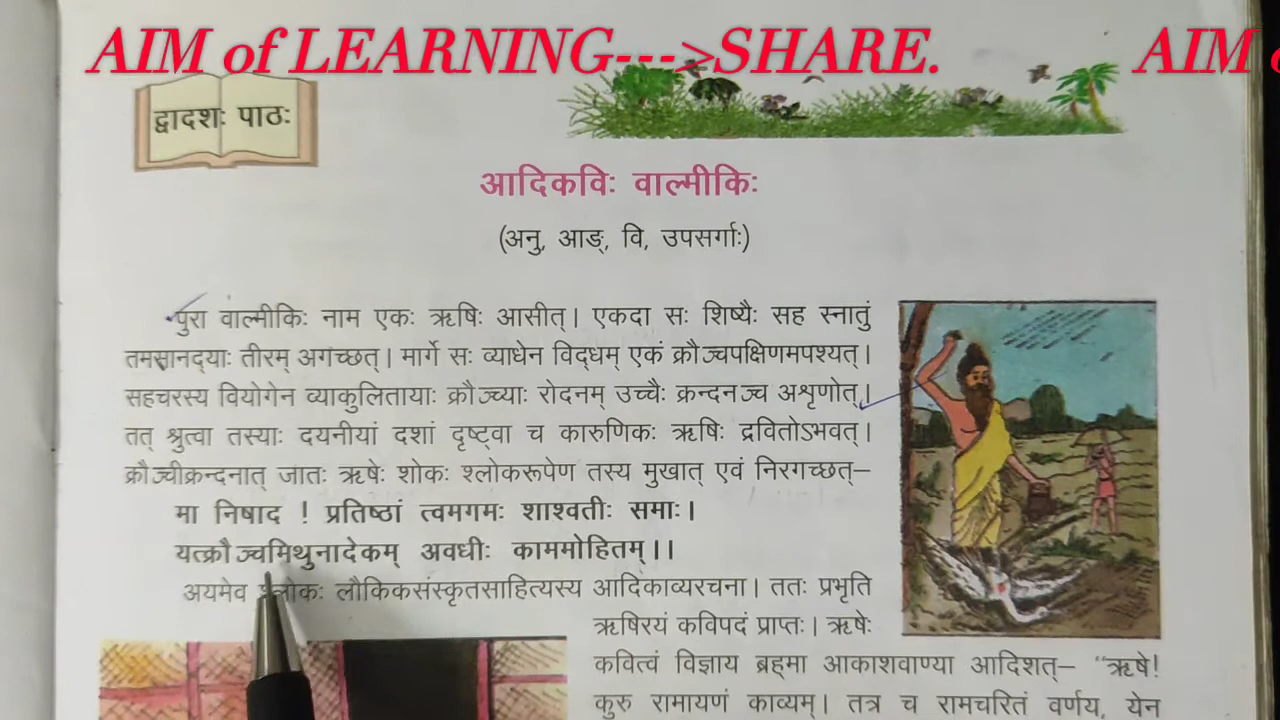 AIM of LEARNING--->SHARE. AIM
द्वादशः पाठः
आदिकविः वाल्मीकिः
(अनु, आङ्, वि, उपसर्गाः)
पुरा वाल्मीकिः नाम एकः ऋषिः आसीत्। एकदा सः शिष्यैः सह स्नातुं
तमसानद्याः तीरम् अगच्छत्। मार्गे सः व्याधेन विद्धम् एकं क्रौञ्चपक्षिणमपश्यत्।
सहचरस्य वियोगेन व्याकुलितायाः क्रौञ्च्याः रोदनम् उच्चैः क्रन्दनञ्च अशृणोत्।
तत् श्रुत्वा तस्याः दयनीयां दशां दृष्ट्वा च कारुणिकः ऋषिः द्रवितोऽभवत्।
क्रौञ्चीक्रन्दनात् जातः ऋषेः शोकः श्लोकरूपेण तस्य मुखात् एवं निरगच्छत्–
मा निषाद ! प्रतिष्ठां त्वमगमः शाश्वतीः समाः।
यत्क्रौञ्चमिथुनादेकम् अवधीः काममोहितम्।।
अयमेव श्लोकः लौकिकसंस्कृतसाहित्यस्य आदिकाव्यरचना। ततः प्रभृति
ऋषिरयं कविपदं प्राप्तः। ऋषेः
कवित्वं विज्ञाय ब्रह्मा आकाशवाण्या आदिशत्– “ऋषे!
कुरु रामायणं काव्यम्। तत्र च रामचरितं वर्णय, येन